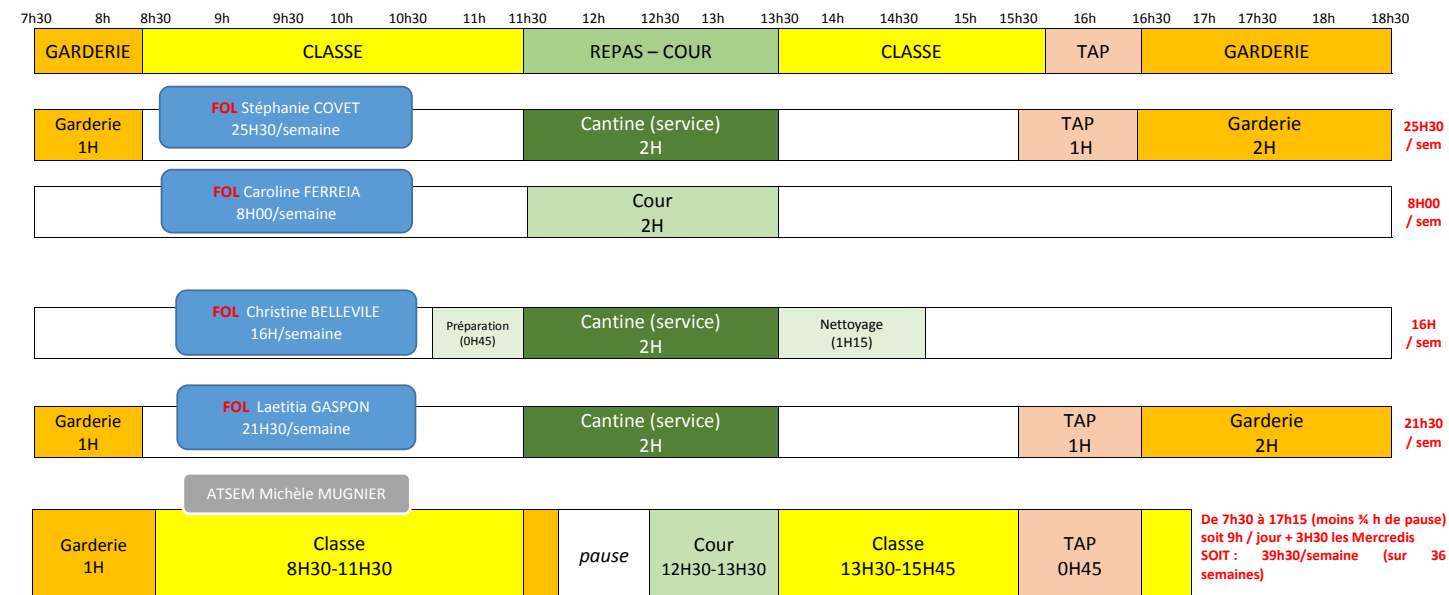 7h30 8h 8h30 9h 9h30 10h 10h30 11h 11h30 12h 12h30 13h 13h30 14h 14h30 15h 15h30 16h 16h30 17h 17h30 18h 18h30
GARDERIE CLASSE REPAS – COUR CLASSE TAP GARDERIE
FOL Stéphanie COVET
25H30/semaine
Garderie
1H
Cantine (service)
2H
TAP
1H
Garderie
2H
25H30
/ sem
FOL Caroline FERREIA
8H00/semaine
Cour
2H
8H00
/ sem
FOL Christine BELLEVILE
16H/semaine
Préparation
(0H45)
Cantine (service)
2H
Nettoyage
(1H15)
16H
/ sem
FOL Laetitia GASPON
21H30/semaine
Garderie
1H
Cantine (service)
2H
TAP
1H
Garderie
2H
21h30
/ sem
ATSEM Michèle MUGNIER
Garderie
1H
Classe
8H30-11H30
pause
Cour
12H30-13H30
Classe
13H30-15H45
TAP
0H45
De 7h30 à 17h15 (moins ¾ h de pause)
soit 9h / jour + 3H30 les Mercredis
SOIT : 39h30/semaine (sur 36
semaines)